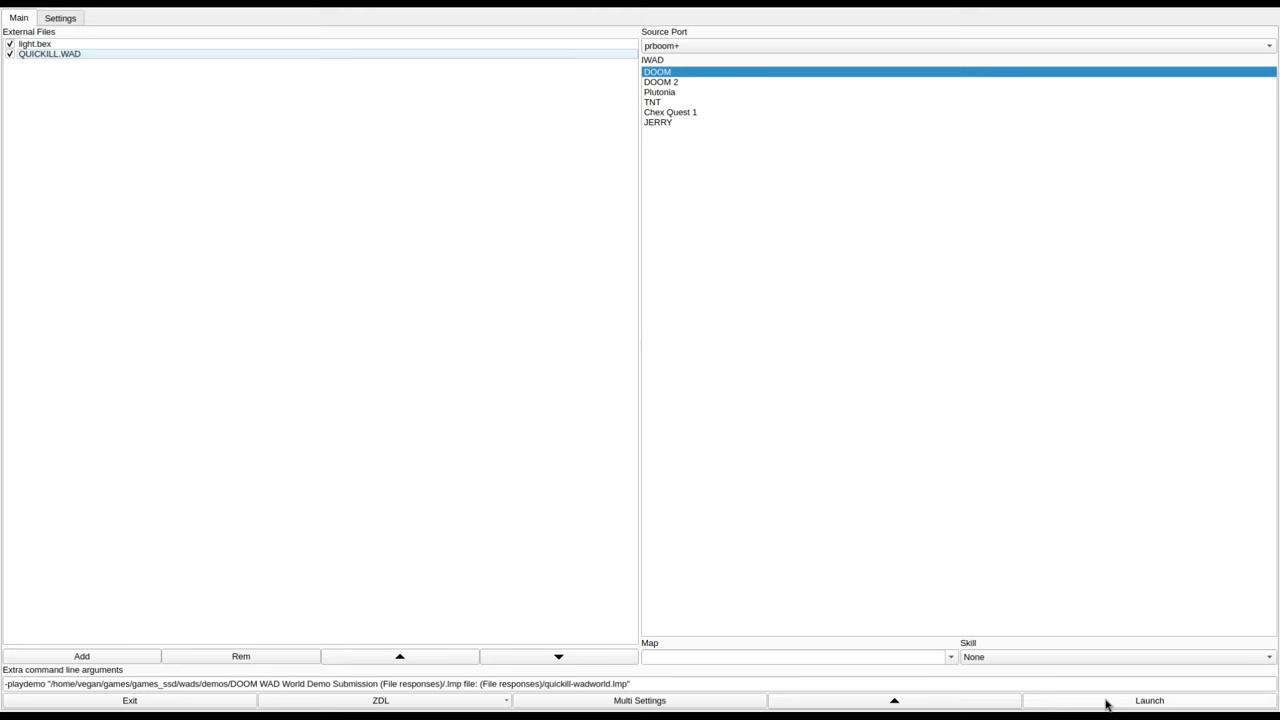 Main Settings
External Files
light.bex
QUICKILL.WAD
Source Port
prboom+
IWAD
DOOM
DOOM 2
Plutonia
TNT
Chex Quest 1
JERRY
Map Skill
None
Add Rem
Extra command line arguments
-playdemo "/home/vegan/games/games_ssd/wads/demos/DOOM WAD World Demo Submission (File responses)/.lmp file: (File responses)/quickill-wadworld.lmp"
Exit ZDL Multi Settings Launch